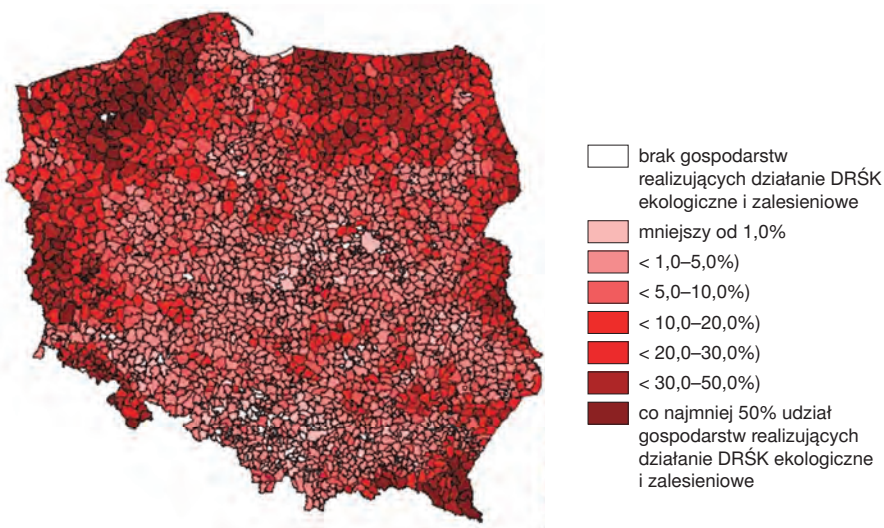 brak gospodarstw
realizujących działanie DRŚK
ekologiczne i zalesieniowe
mniejszy od 1,0%
< 1,0–5,0%)
< 5,0–10,0%)
< 10,0–20,0%)
< 20,0–30,0%)
< 30,0–50,0%)
co najmniej 50% udział
gospodarstw realizujących
działanie DRŚK ekologiczne
i zalesieniowe